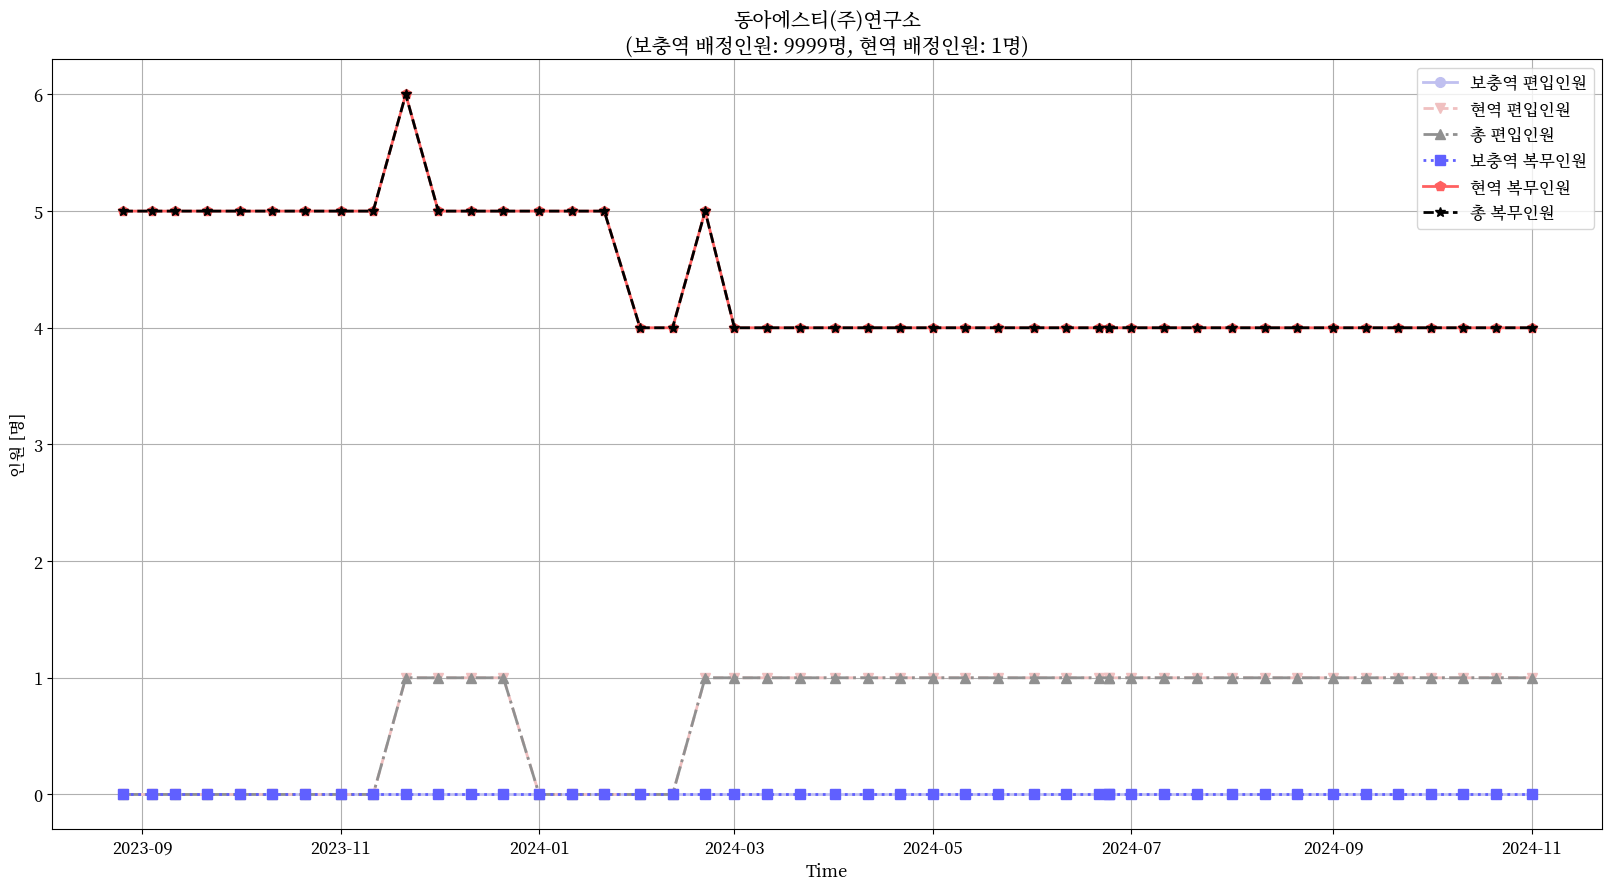 동아에스티(주)연구소
(보충역 배정인원: 9999명, 현역 배정인원: 1명)
보충역 편입인원
현역 편입인원
총 편입인원
보충역 복무인원
현역 복무인원
총 복무인원
인원 [명]
6
5
4
3
2
1
0
2023-09
2023-11
2024-01
2024-03
2024-05
2024-07
2024-09
2024-11
Time